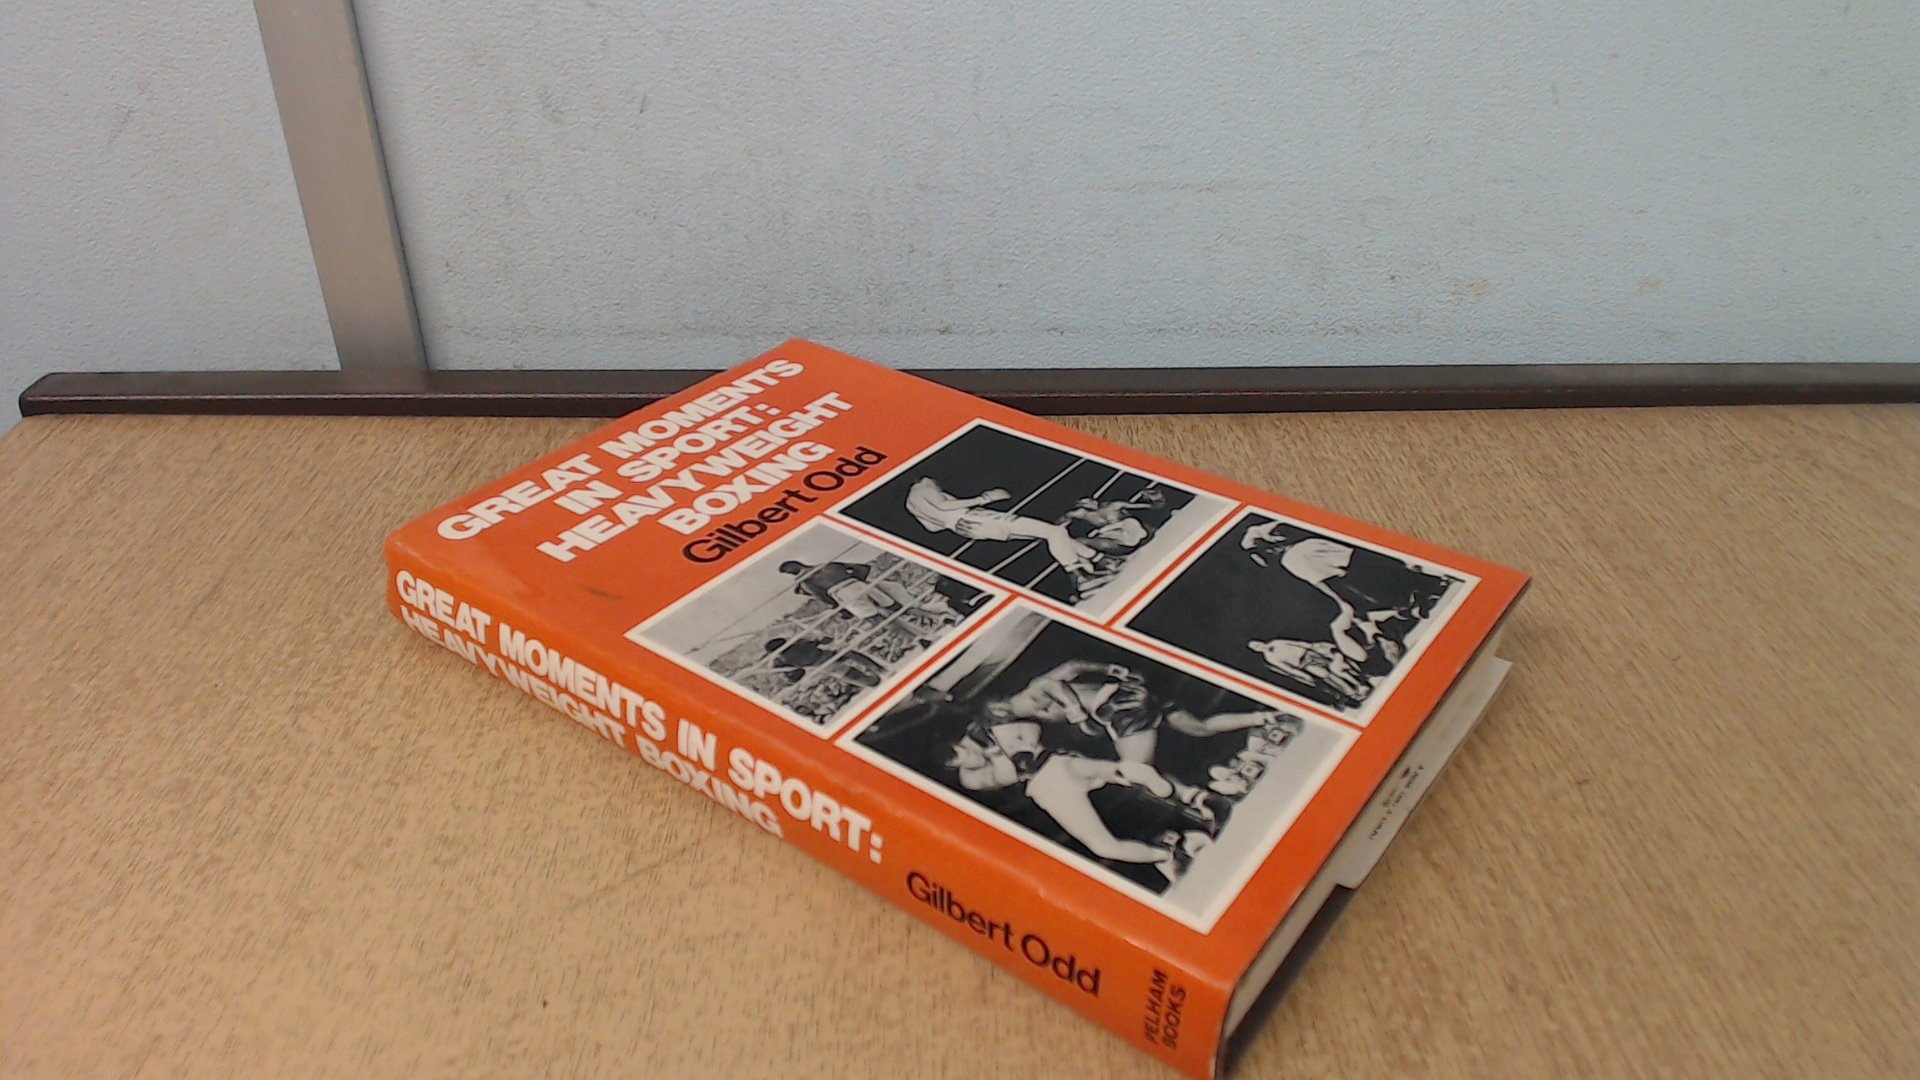 GREAT MOMENTS
IN SPORT:
HEAVYWEIGHT
BOXING
Gilbert Odd
GREAT MOMENTS IN SPORT:
HEAVYWEIGHT BOXING
Gilbert Odd
PELHAM
BOOKS